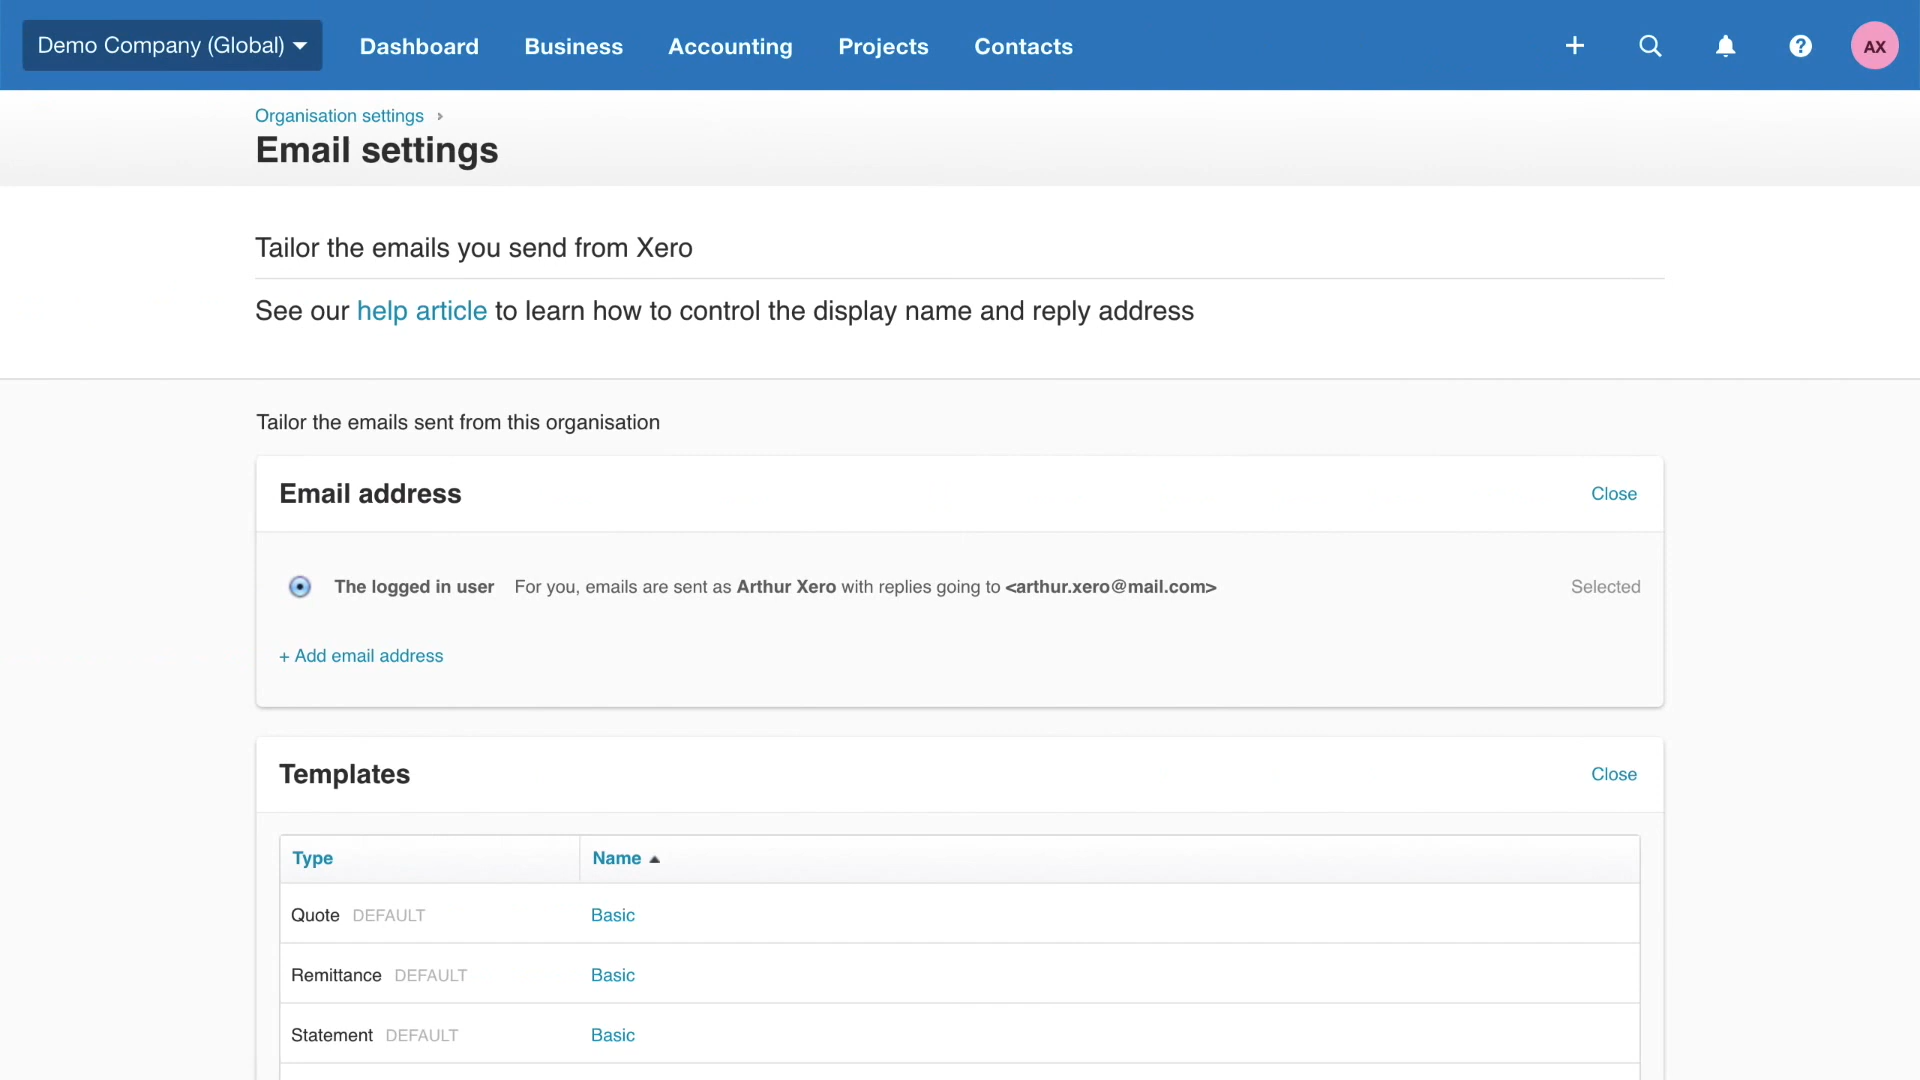 Demo Company (Global)
Dashboard
Business
Accounting
Projects
Contacts
AX
Organisation settings
Email settings
Tailor the emails you send from Xero
See our help article to learn how to control the display name and reply address
Tailor the emails sent from this organisation
Email address
Close
The logged in user For you, emails are sent as Arthur Xero with replies going to <arthur.xero@mail.com>
Selected
+ Add email address
Templates
Close
Type
Name
Quote DEFAULT
Basic
Remittance DEFAULT
Basic
Statement DEFAULT
Basic